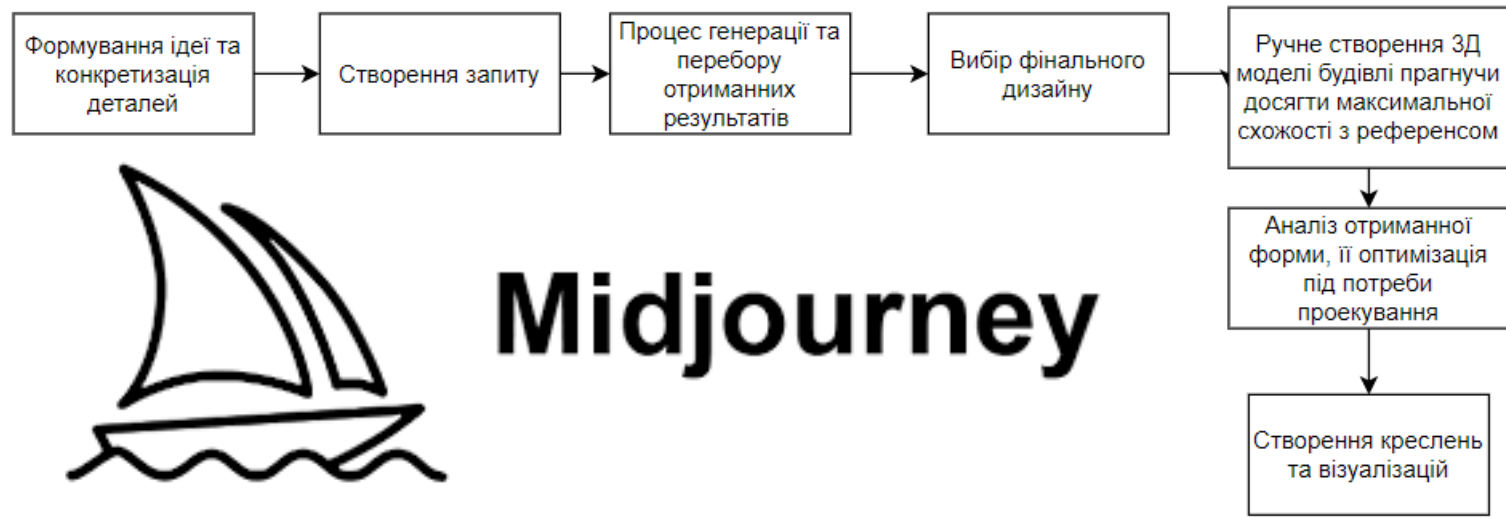 Формування ідеї та
конкретизація
деталей
Створення запиту
Процес генерації та
перебору
отриманних
результатів
Вибір фінального
дизайну
Ручне створення 3Д
моделі будівлі прагнучи
досягти максимальної
схожості з референсом
Аналіз отриманної
форми, її оптимізація
під потреби
проекування
Створення креслень
та візуалізацій
Midjourney